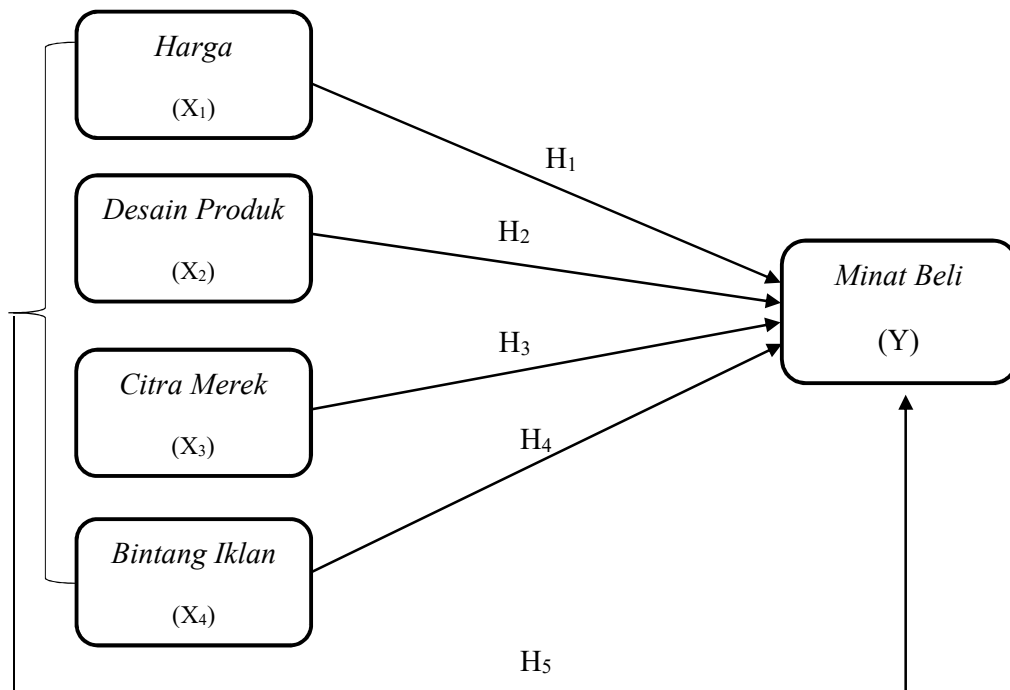 Harga
(X₁)
H₁
Desain Produk
(X₂)
H₂
Minat Beli
(Y)
H₃
Citra Merek
(X₃)
H₄
Bintang Iklan
(X₄)
H₅